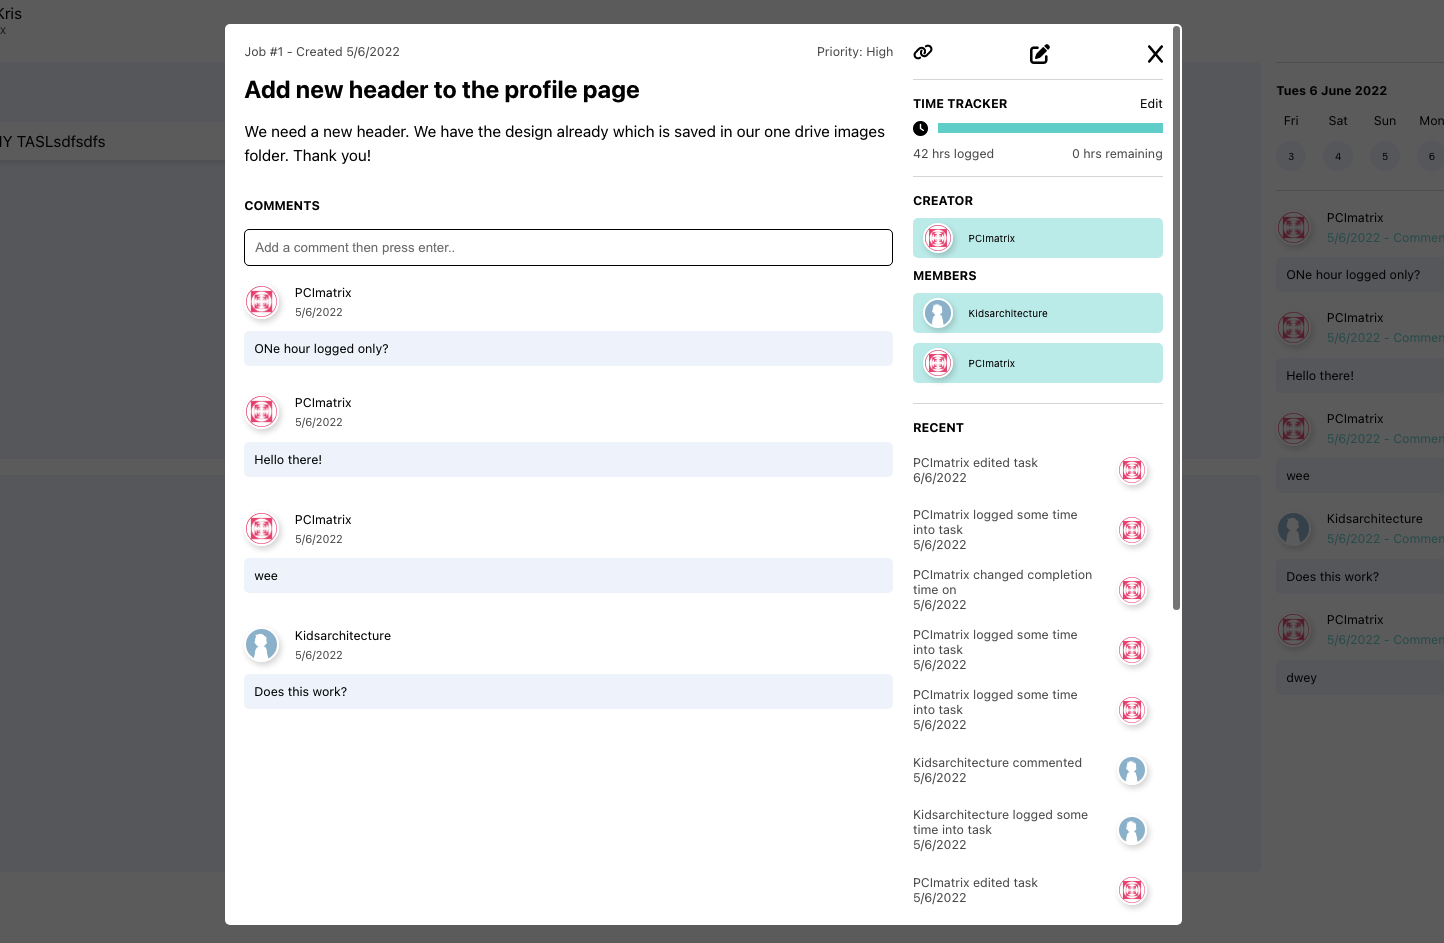 Kris
x
MY TASLsdfsdfs
Job #1 - Created 5/6/2022
Priority: High
Add new header to the profile page
We need a new header. We have the design already which is saved in our one drive images
folder. Thank you!
COMMENTS
Add a comment then press enter..
PCImatrix
5/6/2022
ONe hour logged only?
PCImatrix
5/6/2022
Hello there!
PCImatrix
5/6/2022
wee
Kidsarchitecture
5/6/2022
Does this work?
TIME TRACKER
Edit
42 hrs logged
0 hrs remaining
CREATOR
PCImatrix
MEMBERS
Kidsarchitecture
PCImatrix
RECENT
PCImatrix edited task
6/6/2022
PCImatrix logged some time
into task
5/6/2022
PCImatrix changed completion
time on
5/6/2022
PCImatrix logged some time
into task
5/6/2022
PCImatrix logged some time
into task
5/6/2022
Kidsarchitecture commented
5/6/2022
Kidsarchitecture logged some
time into task
5/6/2022
PCImatrix edited task
5/6/2022
Tues 6 June 2022
Fri Sat Sun Mon
3 4 5 6
PCImatrix
5/6/2022 - Commen
ONe hour logged only?
PCImatrix
5/6/2022 - Commen
Hello there!
PCImatrix
5/6/2022 - Commen
wee
Kidsarchitecture
5/6/2022 - Commen
Does this work?
PCImatrix
5/6/2022 - Commen
dwey